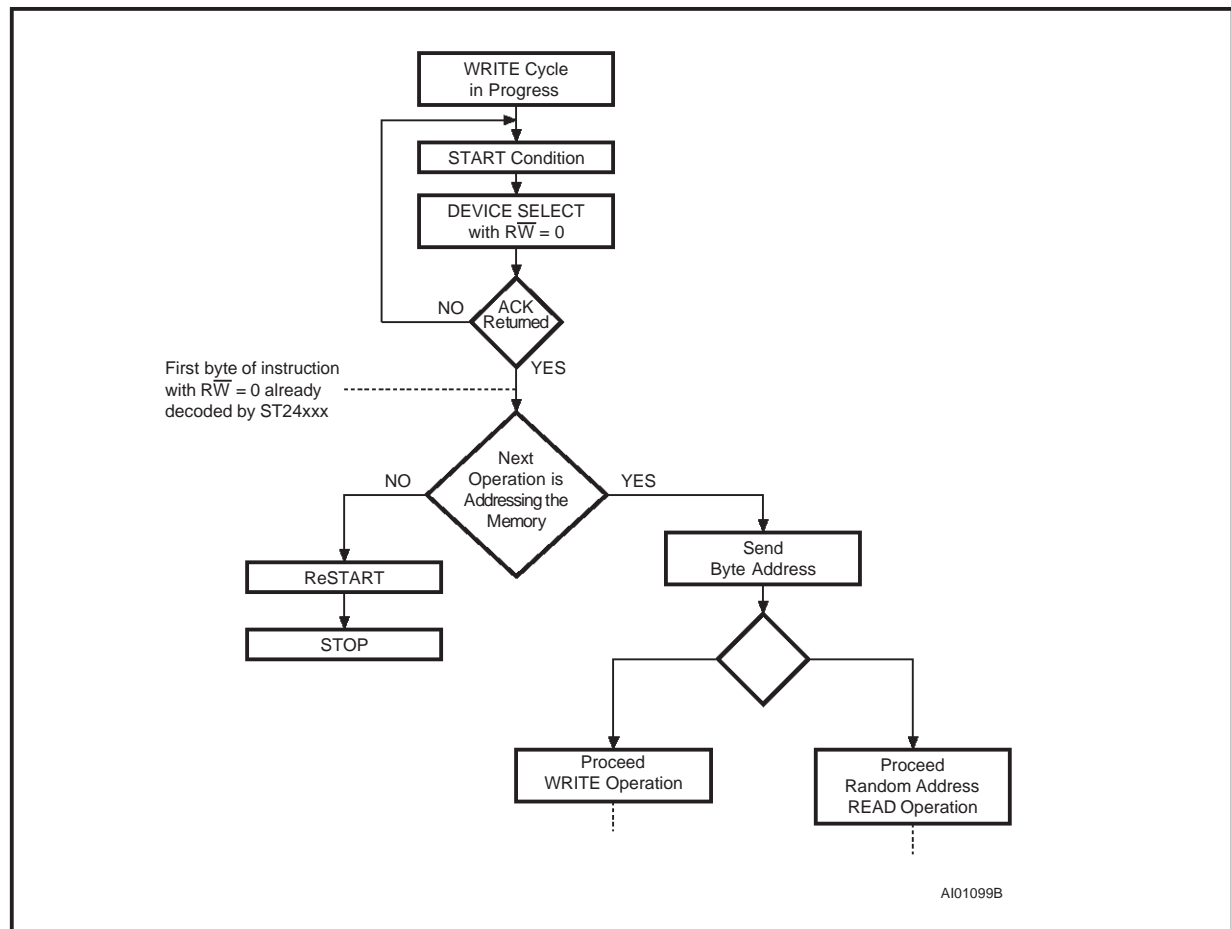 WRITE Cycle
in Progress
START Condition
DEVICE SELECT
with RW̅ = 0
ACK
Returned
NO
YES
First byte of instruction
with RW̅ = 0 already
decoded by ST24xxx
Next
Operation is
Addressing the
Memory
NO
YES
Send
Byte Address
ReSTART
STOP
Proceed
WRITE Operation
Proceed
Random Address
READ Operation
AI01099B